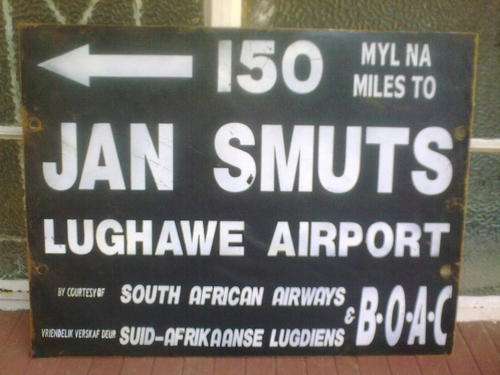 150 MYL NA
MILES TO
JAN SMUTS
LUGHAWE AIRPORT
BY COURTESY OF SOUTH AFRICAN AIRWAYS
& B·O·A·C
VRIENDELIK VERSKAF DEUR SUID-AFRIKAANSE LUGDIENS